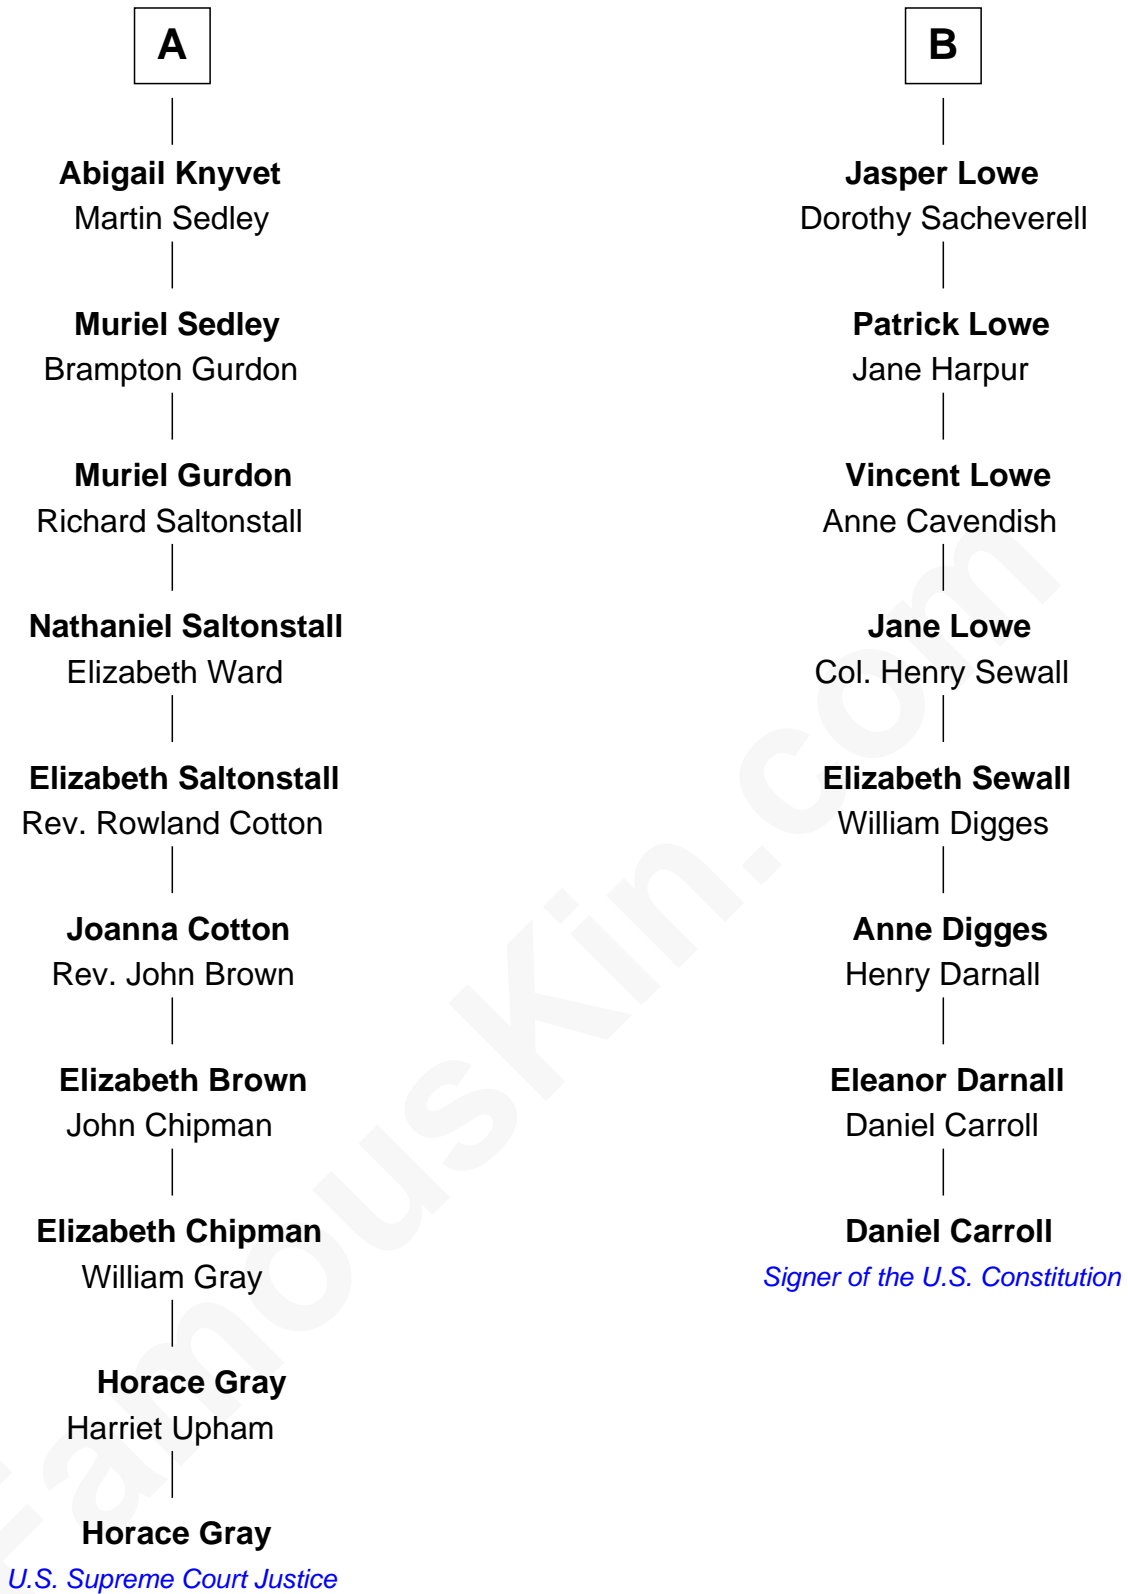 A
Abigail Knyvet
Martin Sedley
Muriel Sedley
Brampton Gurdon
Muriel Gurdon
Richard Saltonstall
Nathaniel Saltonstall
Elizabeth Ward
Elizabeth Saltonstall
Rev. Rowland Cotton
Joanna Cotton
Rev. John Brown
Elizabeth Brown
John Chipman
Elizabeth Chipman
William Gray
Horace Gray
Harriet Upham
Horace Gray
U.S. Supreme Court Justice
B
Jasper Lowe
Dorothy Sacheverell
Patrick Lowe
Jane Harpur
Vincent Lowe
Anne Cavendish
Jane Lowe
Col. Henry Sewall
Elizabeth Sewall
William Digges
Anne Digges
Henry Darnall
Eleanor Darnall
Daniel Carroll
Daniel Carroll
Signer of the U.S. Constitution
FamousKin.com